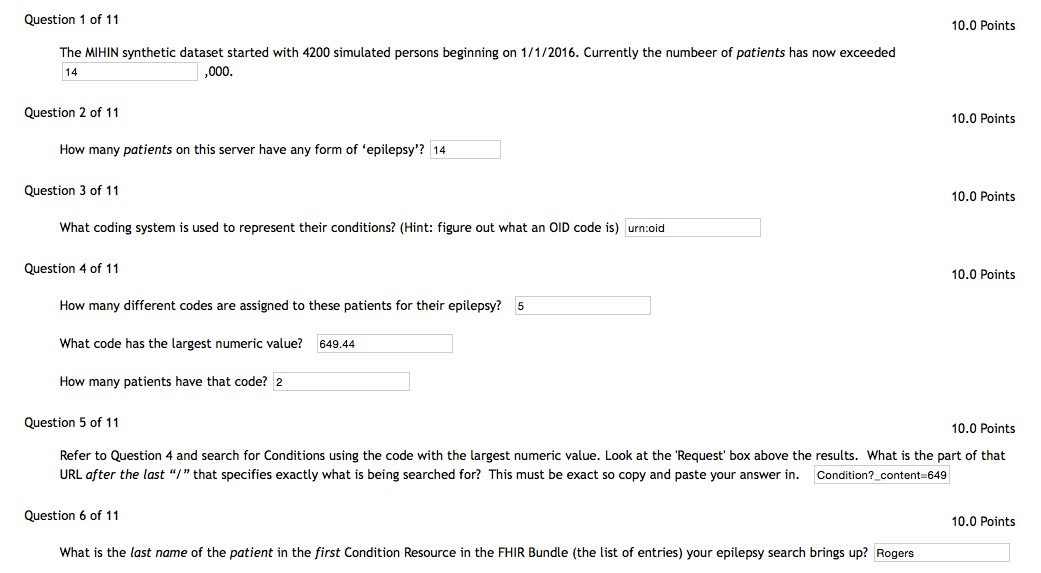 Question 1 of 11
10.0 Points
The MIHIN synthetic dataset started with 4200 simulated persons beginning on 1/1/2016. Currently the numbeer of patients has now exceeded
14 ,000.
Question 2 of 11
10.0 Points
How many patients on this server have any form of ‘epilepsy’? 14
Question 3 of 11
10.0 Points
What coding system is used to represent their conditions? (Hint: figure out what an OID code is) urn:oid
Question 4 of 11
10.0 Points
How many different codes are assigned to these patients for their epilepsy? 5
What code has the largest numeric value? 649.44
How many patients have that code? 2
Question 5 of 11
10.0 Points
Refer to Question 4 and search for Conditions using the code with the largest numeric value. Look at the 'Request' box above the results. What is the part of that
URL after the last “/” that specifies exactly what is being searched for? This must be exact so copy and paste your answer in. Condition?_content=649
Question 6 of 11
10.0 Points
What is the last name of the patient in the first Condition Resource in the FHIR Bundle (the list of entries) your epilepsy search brings up? Rogers